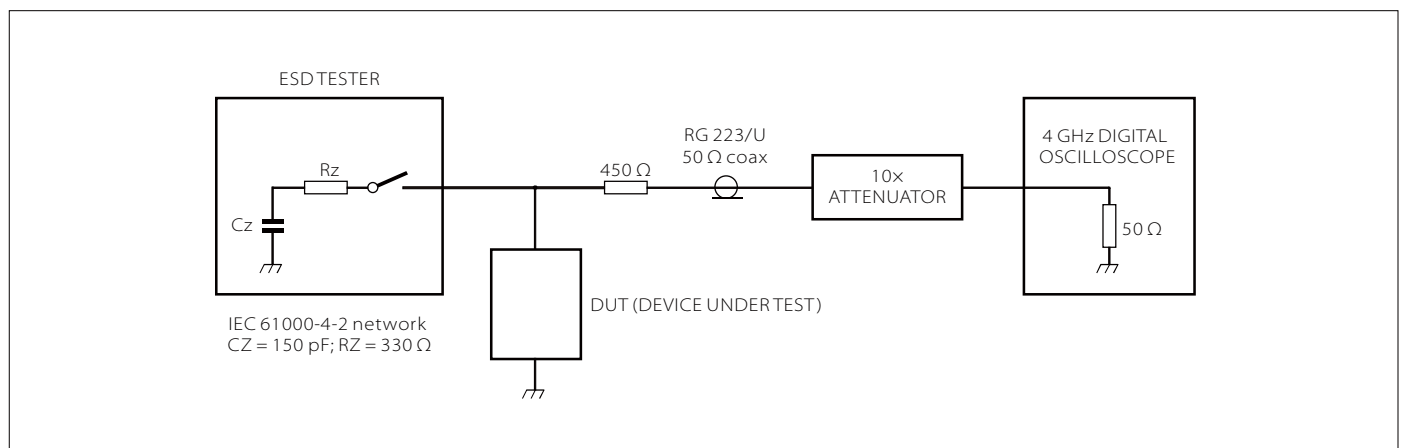 ESD TESTER
Rz
Cz
IEC 61000-4-2 network
CZ = 150 pF; RZ = 330 Ω
DUT (DEVICE UNDER TEST)
450 Ω
RG 223/U
50 Ω coax
10×
ATTENUATOR
4 GHz DIGITAL
OSCILLOSCOPE
50 Ω